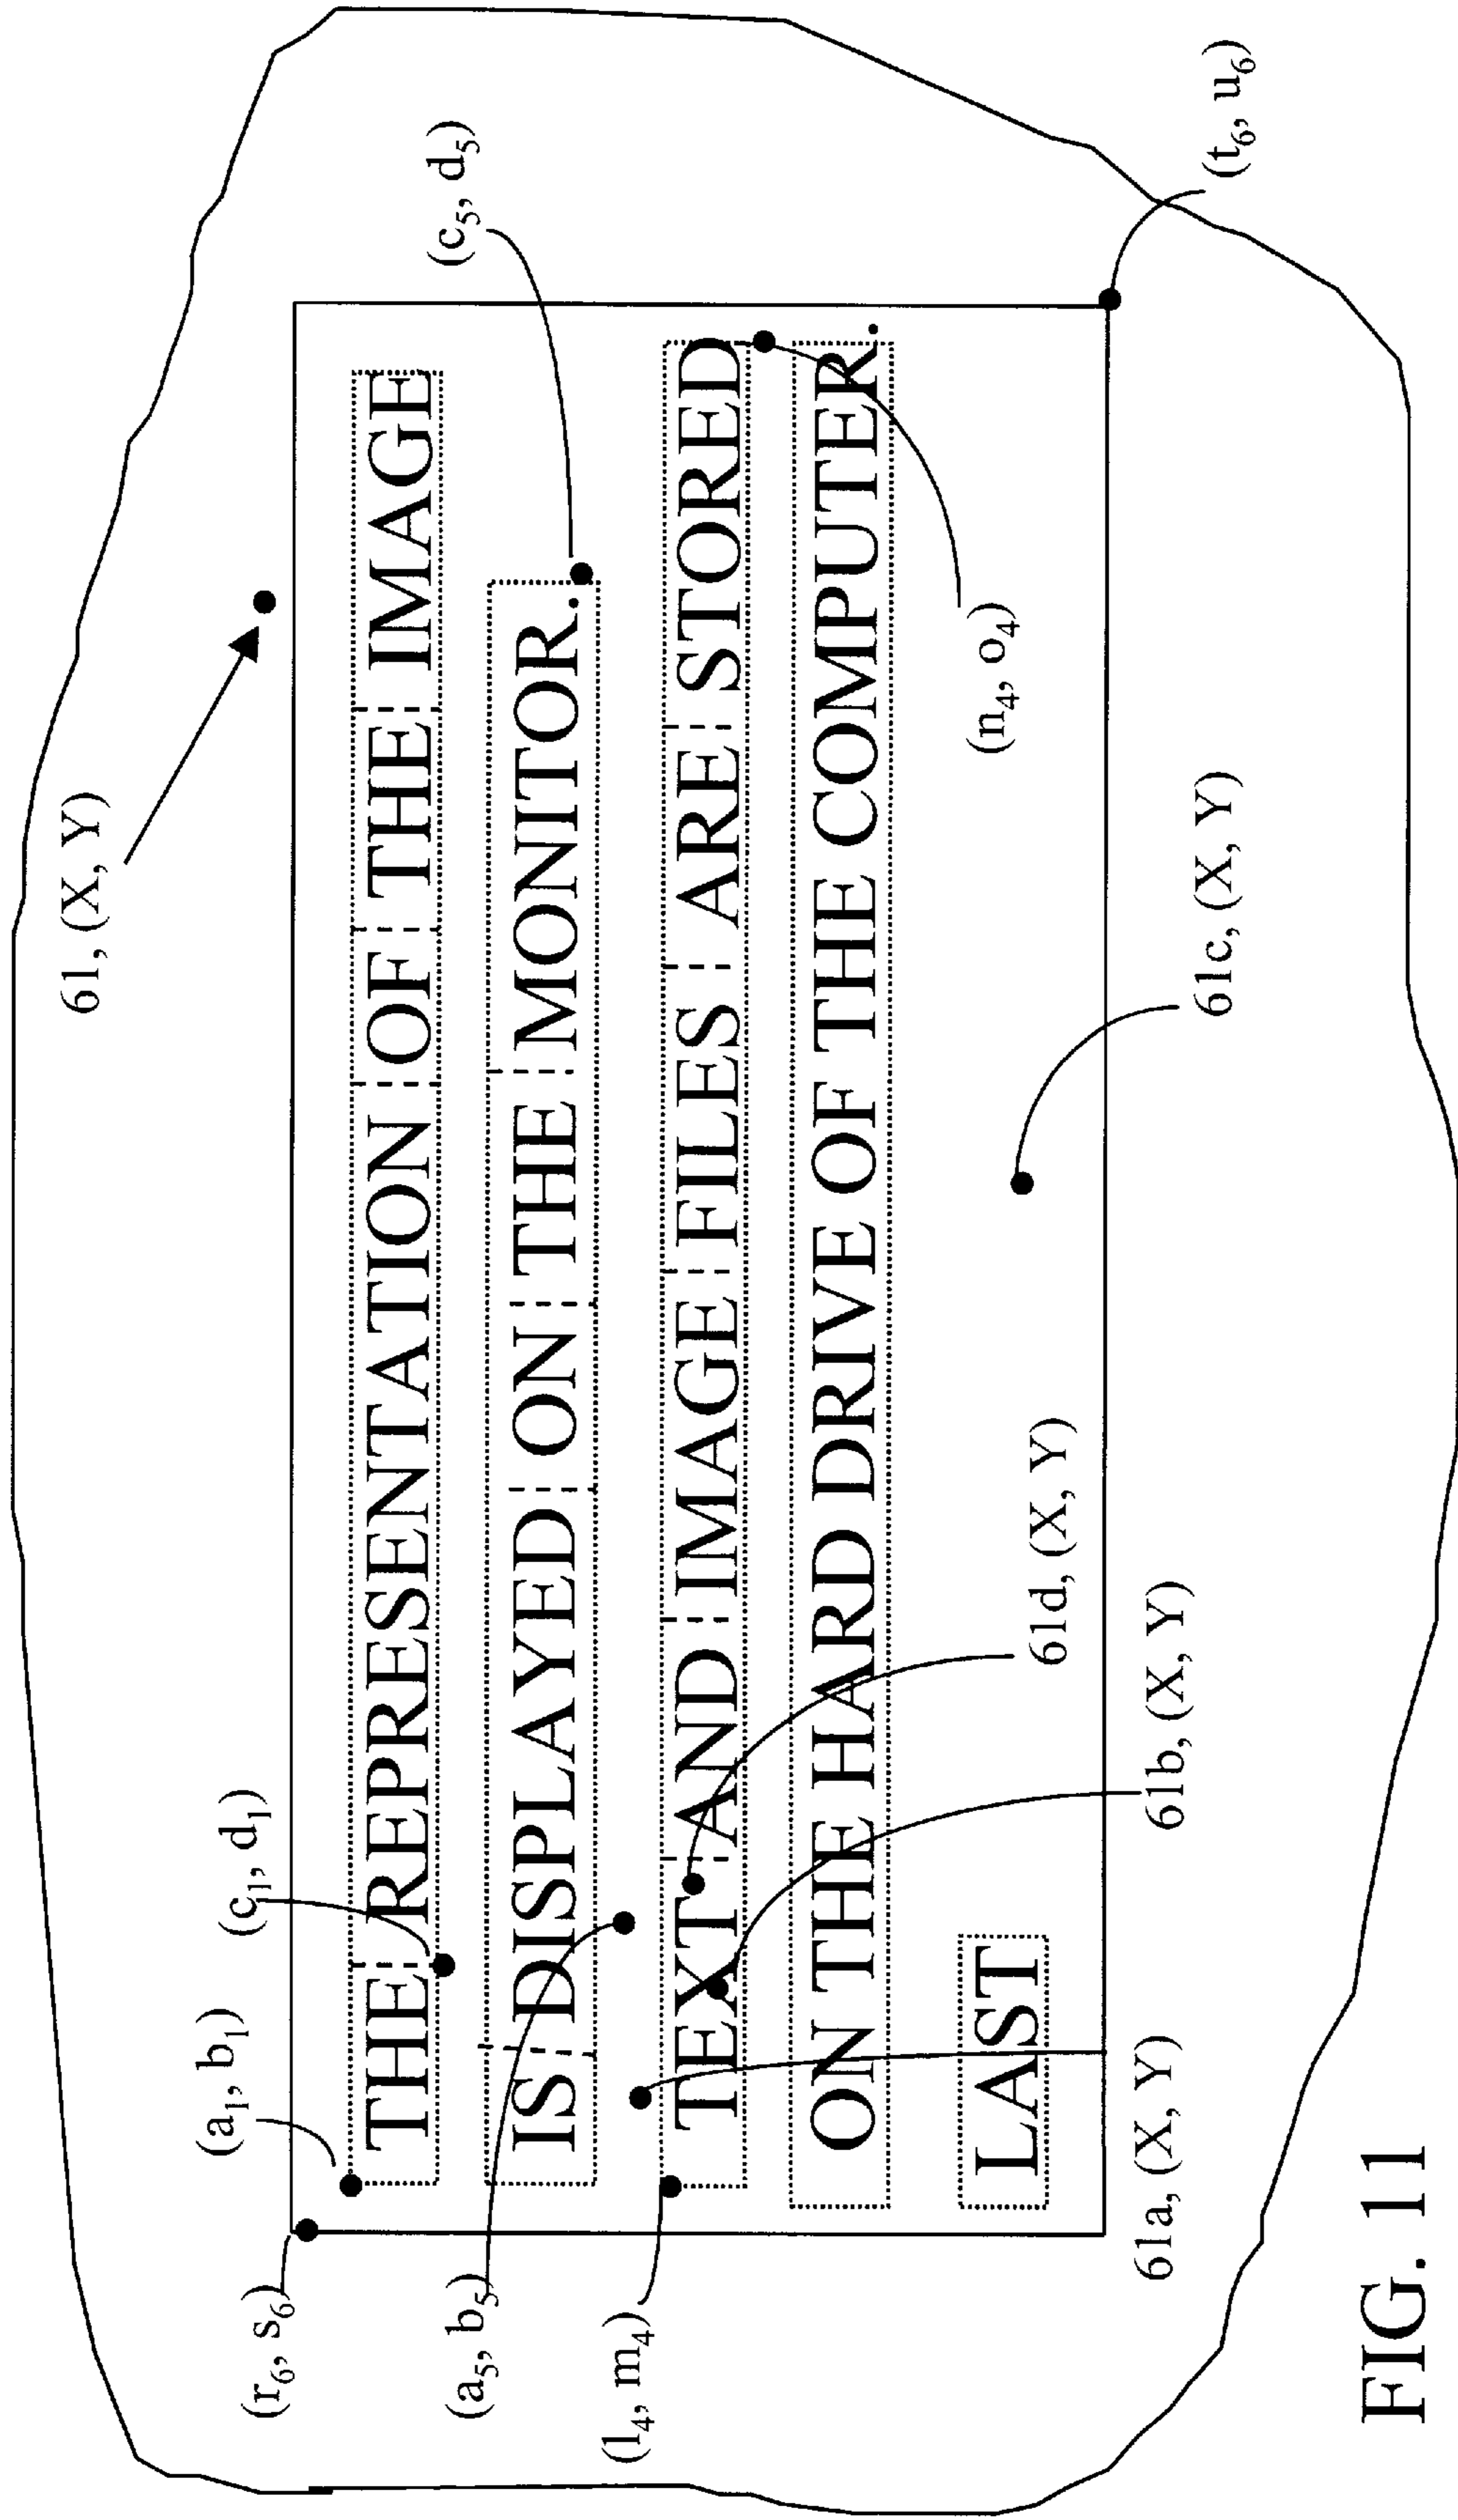 61, (X, Y)
(r6, s6)
(a1, b1)
(c1, d1)
(c5, d5)
THE REPRESENTATION OF THE IMAGE
(a5, b5)
IS DISPLAYED ON THE MONITOR.
(l4, m4)
TEXT AND IMAGE FILES ARE STORED
ON THE HARD DRIVE OF THE COMPUTER.
(n4, o4)
LAST
61d, (X, Y)
61a, (X, Y)
61b, (X, Y)
61c, (X, Y)
(t6, u6)
FIG. 11